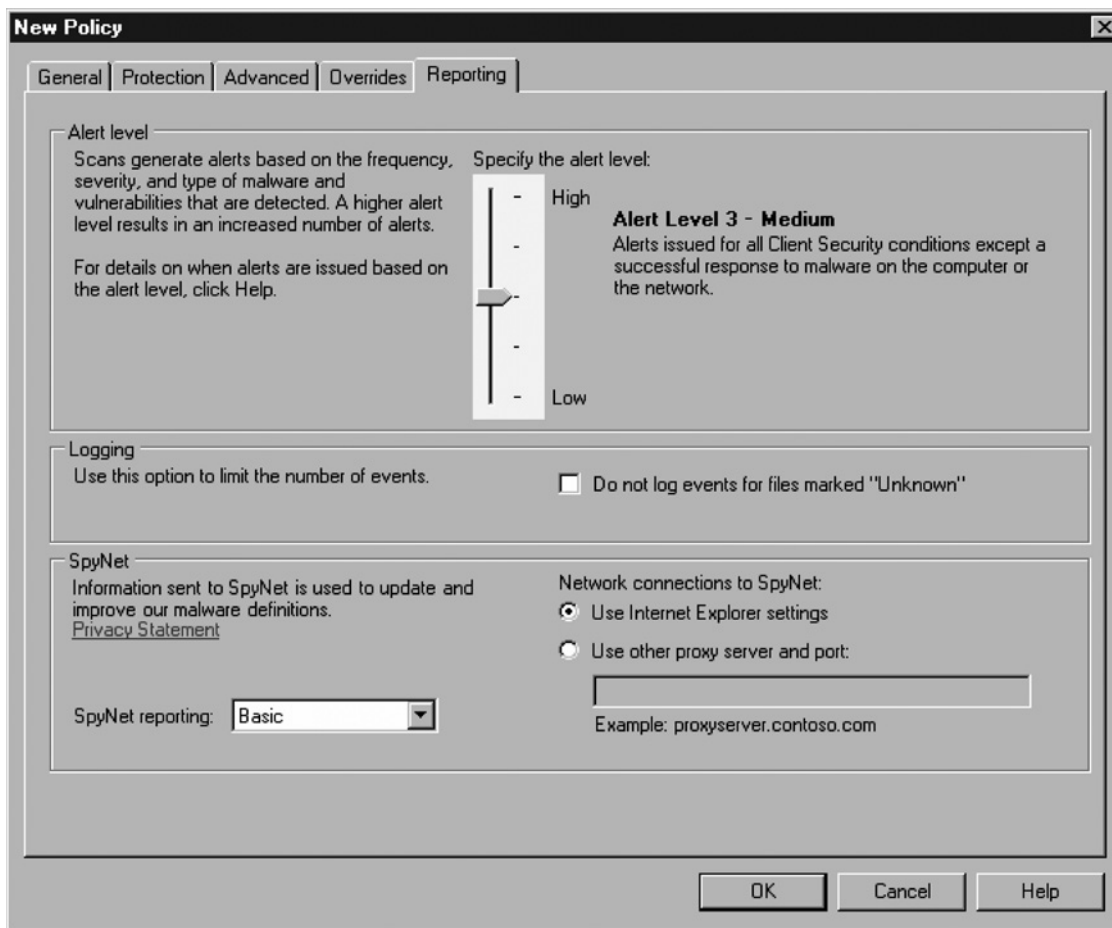 New Policy
General Protection Advanced Overrides Reporting
Alert level
Scans generate alerts based on the frequency,
severity, and type of malware and
vulnerabilities that are detected. A higher alert
level results in an increased number of alerts.
For details on when alerts are issued based on
the alert level, click Help.
Specify the alert level:
High
Alert Level 3 - Medium
Alerts issued for all Client Security conditions except a
successful response to malware on the computer or
the network.
Low
Logging
Use this option to limit the number of events.
Do not log events for files marked "Unknown"
SpyNet
Information sent to SpyNet is used to update and
improve our malware definitions.
Privacy Statement
SpyNet reporting: Basic
Network connections to SpyNet:
Use Internet Explorer settings
Use other proxy server and port:
Example: proxyserver.contoso.com
OK Cancel Help